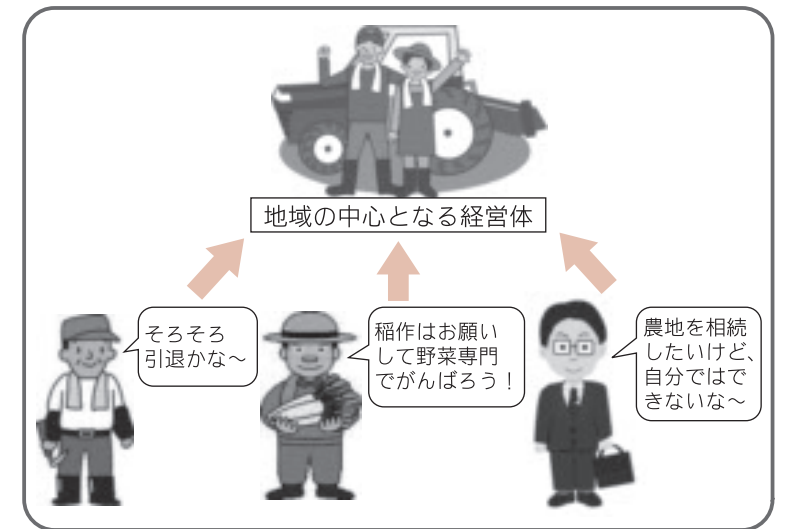 地域の中心となる経営体
そろそろ
引退かな～
稲作はお願い
して野菜専門
でがんばろう！
農地を相続
したいけど、
自分ではで
きないな～